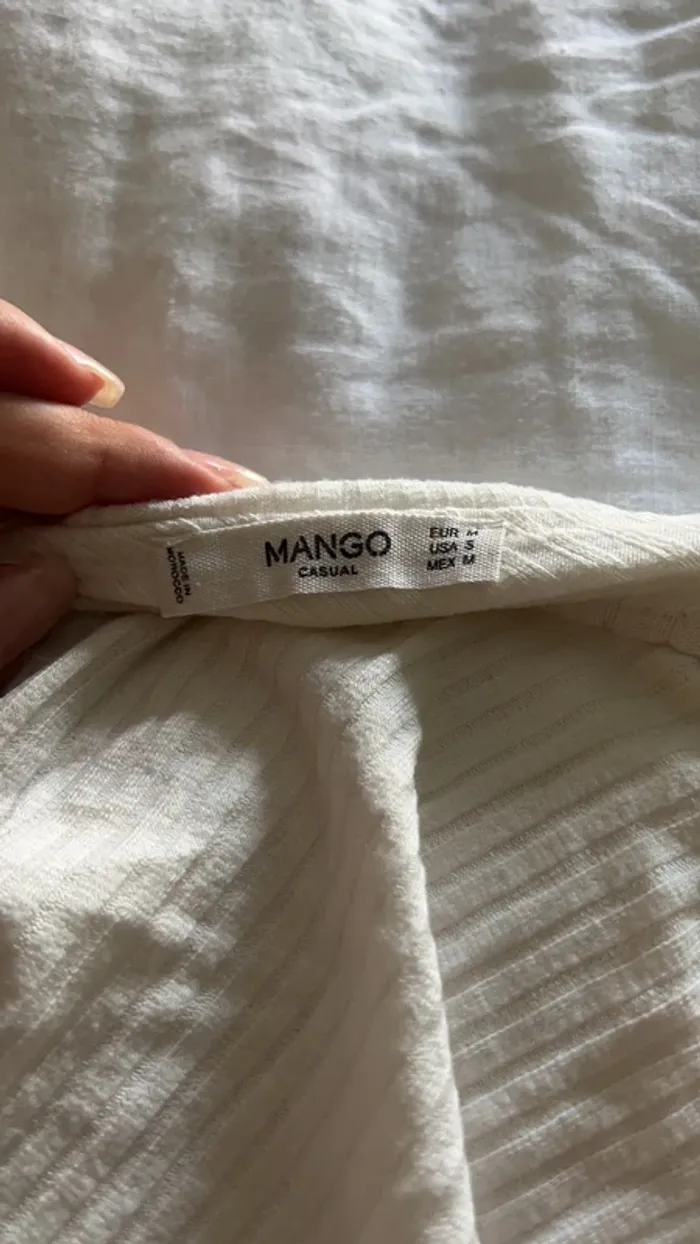 MADE IN
MOROCCO
MANGO
CASUAL
EUR M
USA S
MEX M